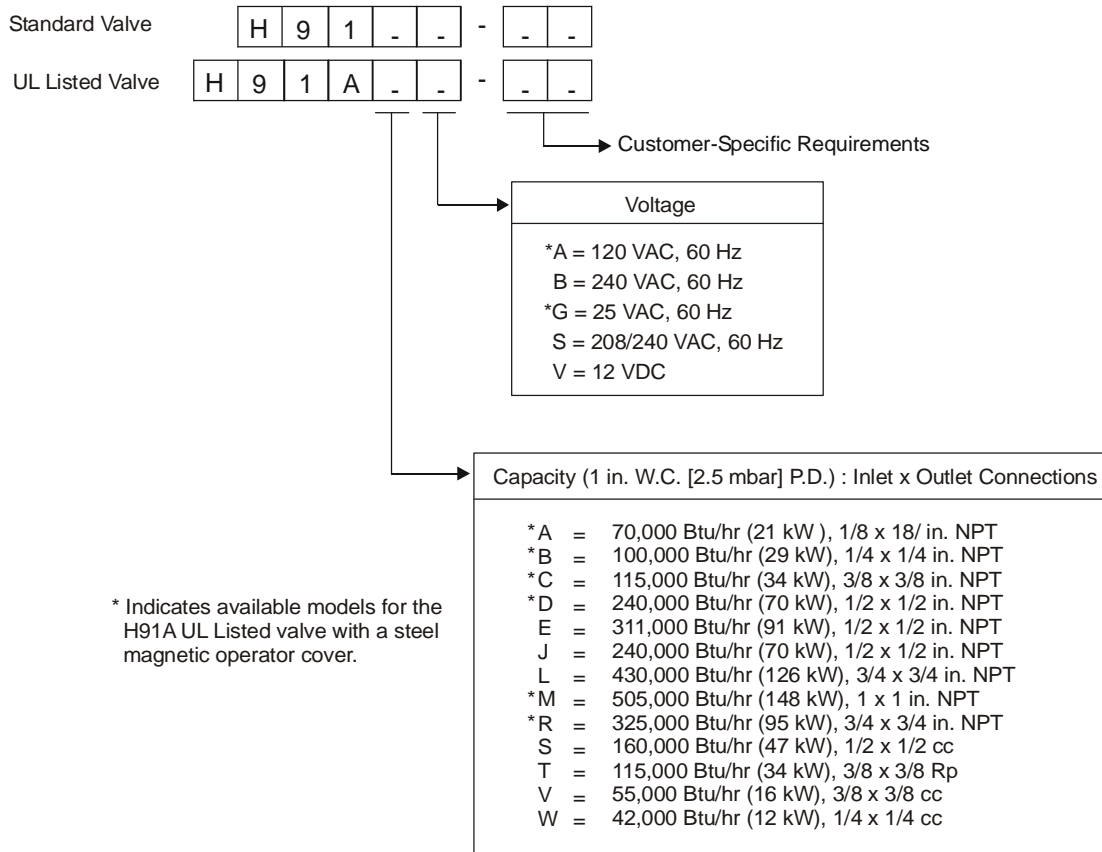 Standard Valve H 9 1 - - - - -
UL Listed Valve H 9 1 A - - - - -
Customer-Specific Requirements
Voltage
*A = 120 VAC, 60 Hz
B = 240 VAC, 60 Hz
*G = 25 VAC, 60 Hz
S = 208/240 VAC, 60 Hz
V = 12 VDC
Capacity (1 in. W.C. [2.5 mbar] P.D.) : Inlet x Outlet Connections
*A = 70,000 Btu/hr (21 kW ), 1/8 x 18/ in. NPT
*B = 100,000 Btu/hr (29 kW), 1/4 x 1/4 in. NPT
*C = 115,000 Btu/hr (34 kW), 3/8 x 3/8 in. NPT
*D = 240,000 Btu/hr (70 kW), 1/2 x 1/2 in. NPT
E = 311,000 Btu/hr (91 kW), 1/2 x 1/2 in. NPT
J = 240,000 Btu/hr (70 kW), 1/2 x 1/2 in. NPT
L = 430,000 Btu/hr (126 kW), 3/4 x 3/4 in. NPT
*M = 505,000 Btu/hr (148 kW), 1 x 1 in. NPT
*R = 325,000 Btu/hr (95 kW), 3/4 x 3/4 in. NPT
S = 160,000 Btu/hr (47 kW), 1/2 x 1/2 cc
T = 115,000 Btu/hr (34 kW), 3/8 x 3/8 Rp
V = 55,000 Btu/hr (16 kW), 3/8 x 3/8 cc
W = 42,000 Btu/hr (12 kW), 1/4 x 1/4 cc
* Indicates available models for the
H91A UL Listed valve with a steel
magnetic operator cover.